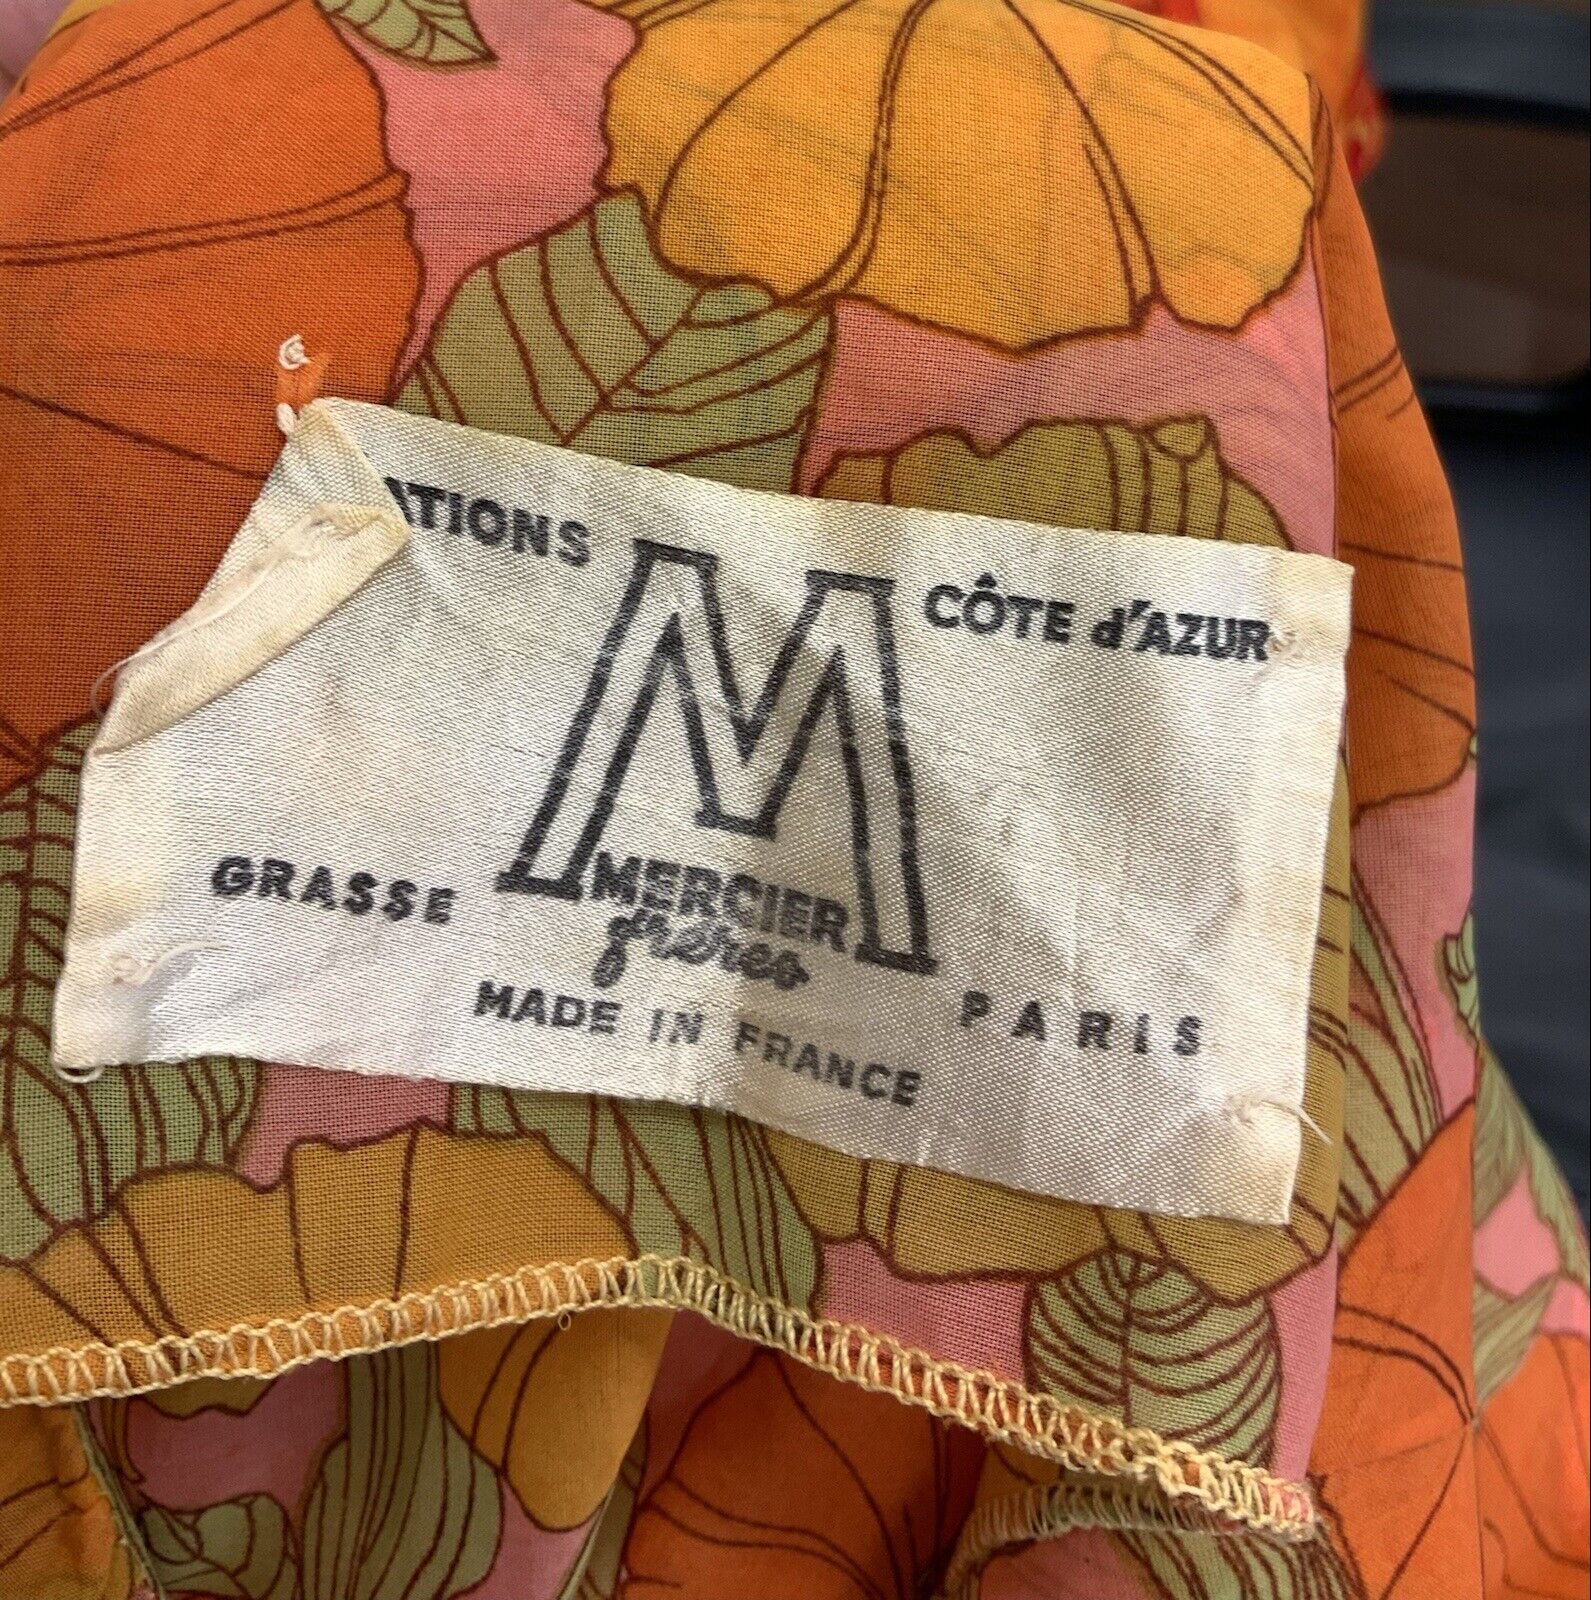 ATIONS M CÔTE d'AZUR
MERCIER
frères
GRASSE PARIS
MADE IN FRANCE